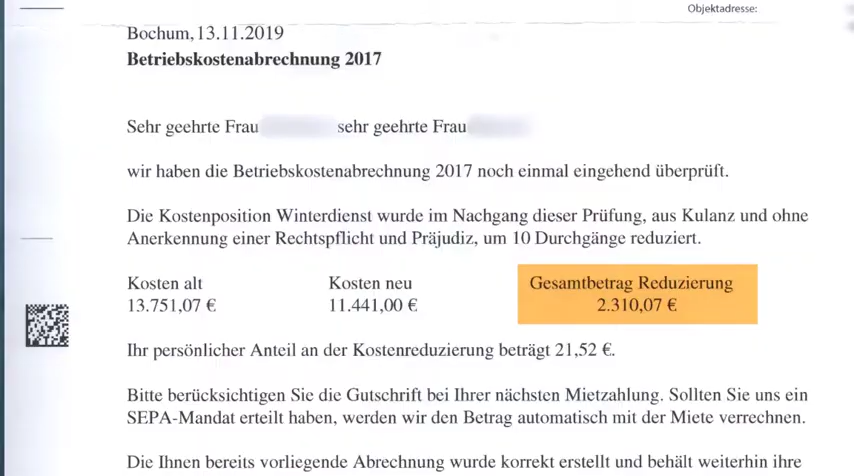 Objektadresse:
Bochum, 13.11.2019
Betriebskostenabrechnung 2017
Sehr geehrte Frau sehr geehrte Frau
wir haben die Betriebskostenabrechnung 2017 noch einmal eingehend überprüft.
Die Kostenposition Winterdienst wurde im Nachgang dieser Prüfung, aus Kulanz und ohne
Anerkennung einer Rechtspflicht und Präjudiz, um 10 Durchgänge reduziert.
Kosten alt Kosten neu Gesamtbetrag Reduzierung
13.751,07 € 11.441,00 € 2.310,07 €
Ihr persönlicher Anteil an der Kostenreduzierung beträgt 21,52 €.
Bitte berücksichtigen Sie die Gutschrift bei Ihrer nächsten Mietzahlung. Sollten Sie uns ein
SEPA-Mandat erteilt haben, werden wir den Betrag automatisch mit der Miete verrechnen.
Die Ihnen bereits vorliegende Abrechnung wurde korrekt erstellt und behält weiterhin ihre